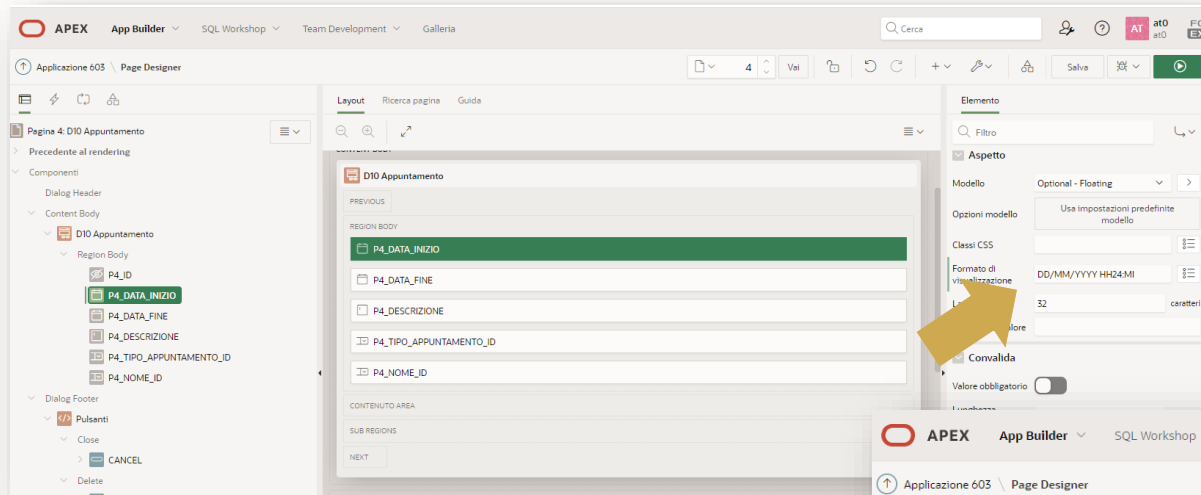 APEX App Builder SQL Workshop Team Development Galleria Cerca AT at0
at0
Applicazione 603 \ Page Designer 4 Vai Salva
Layout Ricerca pagina Guida Elemento
Pagina 4: D10 Appuntamento
Filtro
Precedente al rendering
Aspetto
Componenti
Dialog Header
Content Body
D10 Appuntamento
Region Body
P4_ID
P4_DATA_INIZIO
P4_DATA_FINE
P4_DESCRIZIONE
P4_TIPO_APPUNTAMENTO_ID
P4_NOME_ID
Dialog Footer
Pulsanti
Close
CANCEL
Delete
CONTENT BODY
D10 Appuntamento
PREVIOUS
REGION BODY
P4_DATA_INIZIO
P4_DATA_FINE
P4_DESCRIZIONE
P4_TIPO_APPUNTAMENTO_ID
P4_NOME_ID
CONTENUTO AREA
SUB REGIONS
NEXT
Modello Optional - Floating
Opzioni modello Usa impostazioni predefinite
modello
Classi CSS
Formato di
visualizzazione DD/MM/YYYY HH24:MI
32 caratteri
Convalida
Valore obbligatorio
Lunghezza
APEX App Builder SQL Workshop
Applicazione 603 \ Page Designer